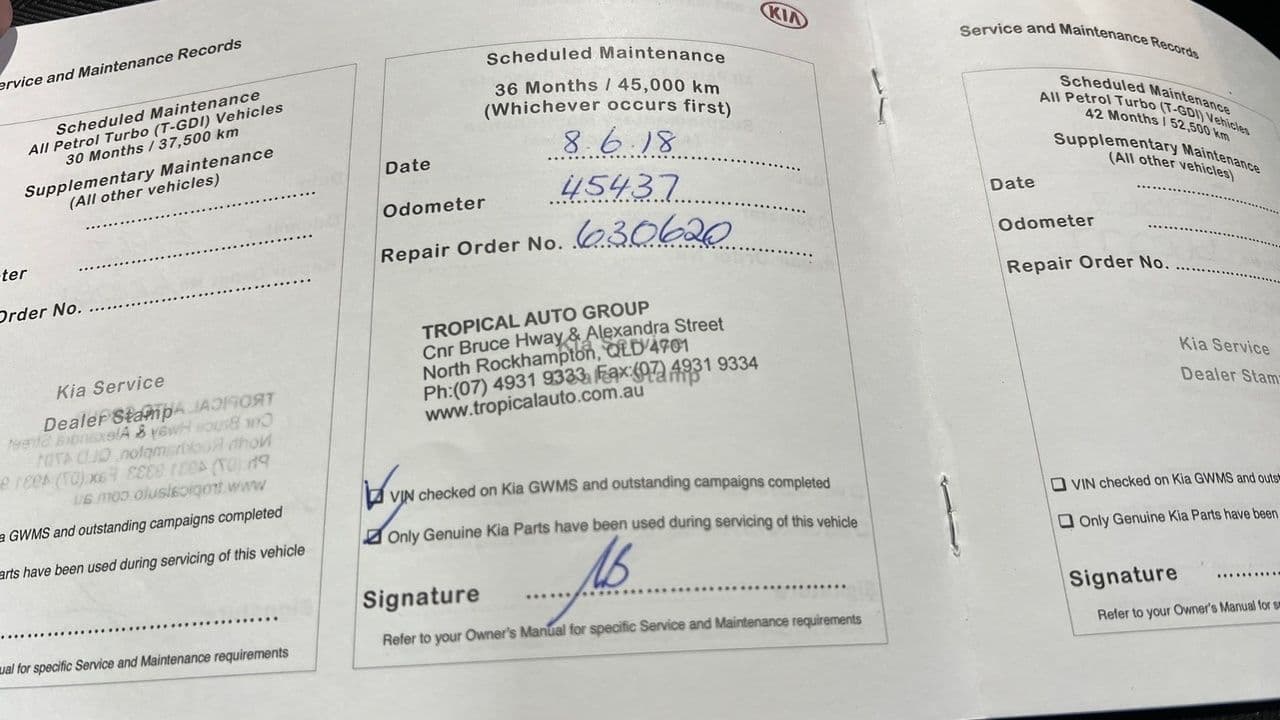 ervice and Maintenance Records
Scheduled Maintenance
All Petrol Turbo (T-GDI) Vehicles
30 Months / 37,500 km
Supplementary Maintenance
(All other vehicles)
ter
Order No.
Kia Service
Dealer Stamp
a GWMS and outstanding campaigns completed
arts have been used during servicing of this vehicle
ual for specific Service and Maintenance requirements
KIA
Scheduled Maintenance
36 Months / 45,000 km
(Whichever occurs first)
Date 8.6.18
Odometer 45437
Repair Order No. 630620
TROPICAL AUTO GROUP
Cnr Bruce Hway & Alexandra Street
North Rockhampton, QLD 4701
Ph:(07) 4931 9333 Fax:(07) 4931 9334
www.tropicalauto.com.au
VIN checked on Kia GWMS and outstanding campaigns completed
Only Genuine Kia Parts have been used during servicing of this vehicle
Signature
Refer to your Owner's Manual for specific Service and Maintenance requirements
Service and Maintenance Records
Scheduled Maintenance
All Petrol Turbo (T-GDI) Vehicles
42 Months / 52,500 km
Supplementary Maintenance
(All other vehicles)
Date
Odometer
Repair Order No.
Kia Service
Dealer Stam
VIN checked on Kia GWMS and outst
Only Genuine Kia Parts have been
Signature
Refer to your Owner's Manual for s